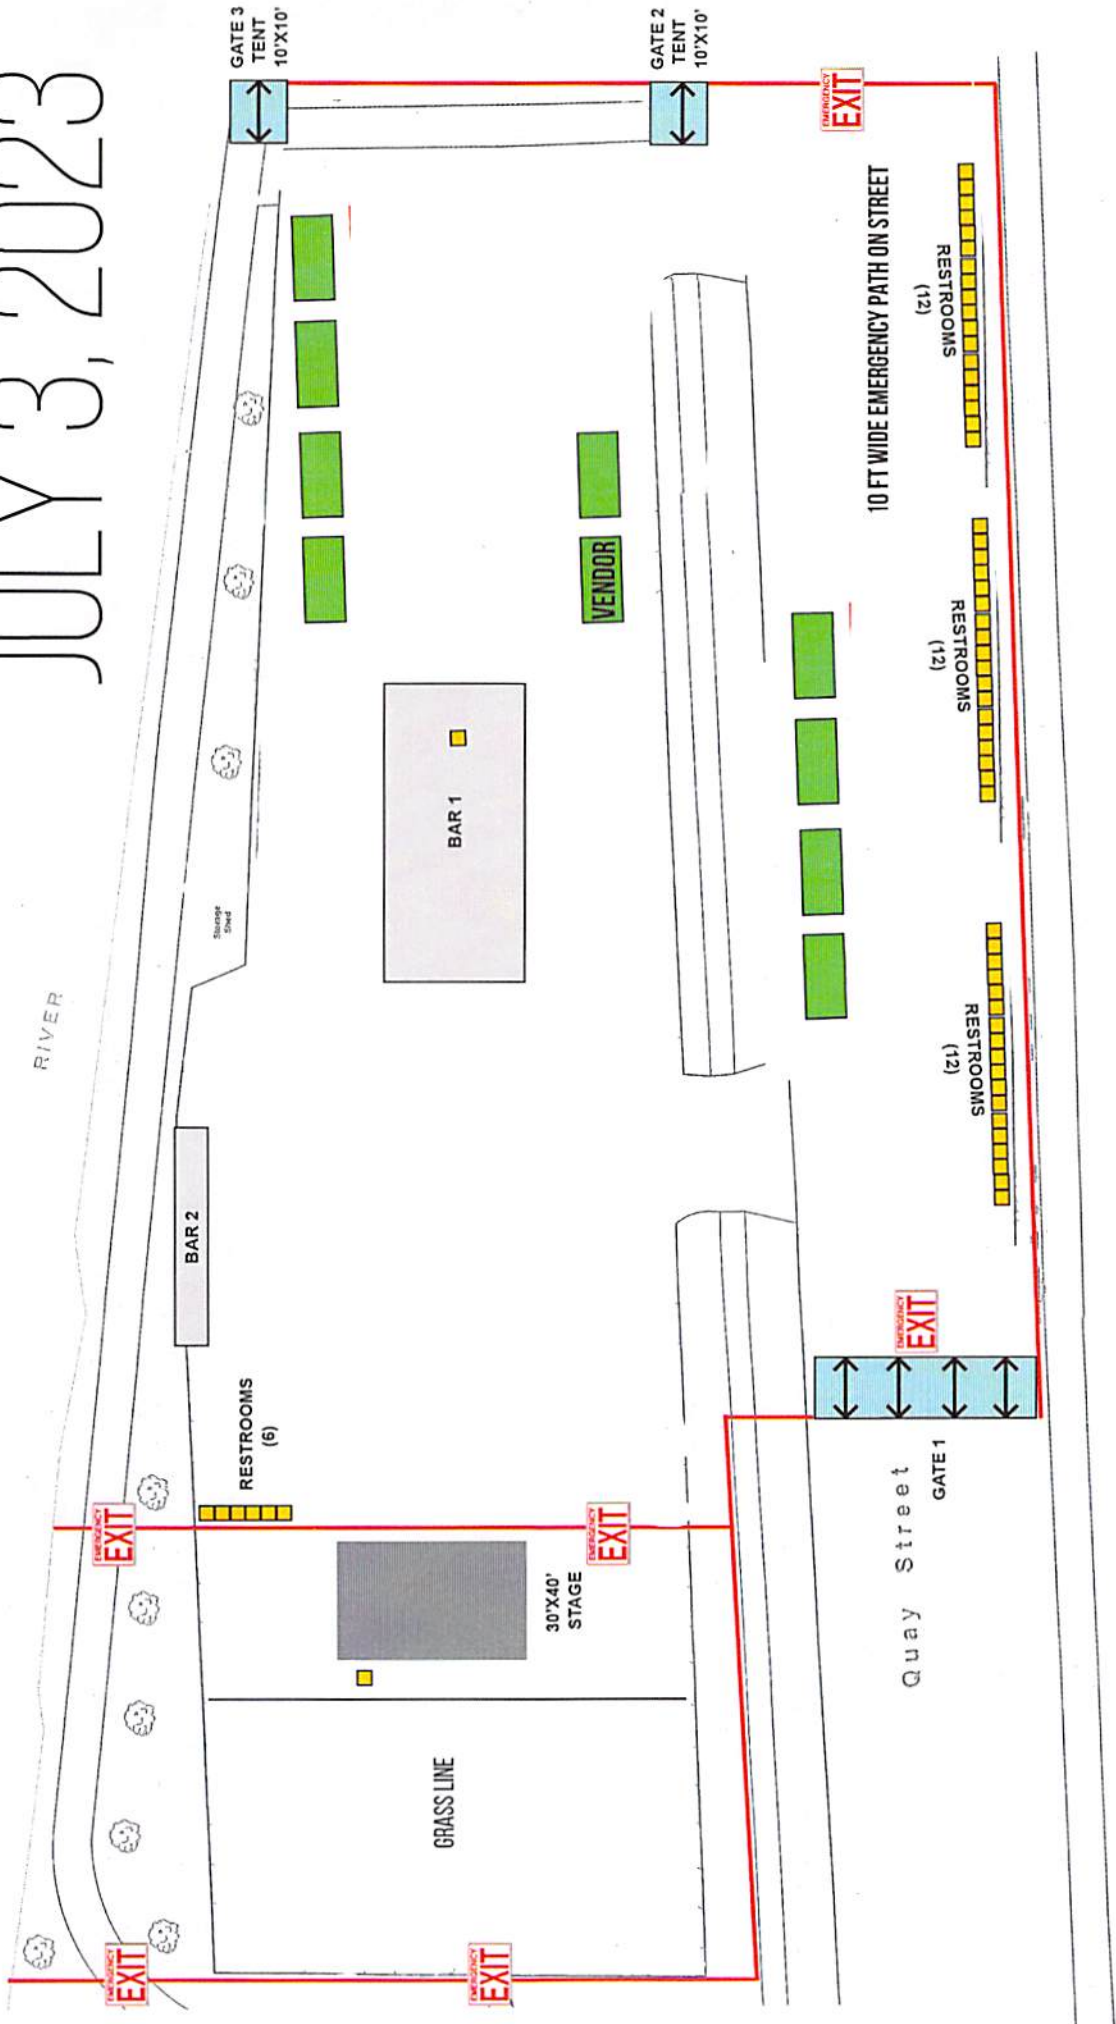 JULY 3, 2023
GATE 3
TENT
10'X10'
GATE 2
TENT
10'X10'
EMERGENCY
EXIT
10 FT WIDE EMERGENCY PATH ON STREET
RESTROOMS
(12)
VENDOR
RESTROOMS
(12)
BAR 1
Storage
Shed
RIVER
RESTROOMS
(12)
BAR 2
EMERGENCY
EXIT
GATE 1
Quay Street
RESTROOMS
(6)
EMERGENCY
EXIT
EMERGENCY
EXIT
30'X40'
STAGE
GRASS LINE
EMERGENCY
EXIT
EMERGENCY
EXIT